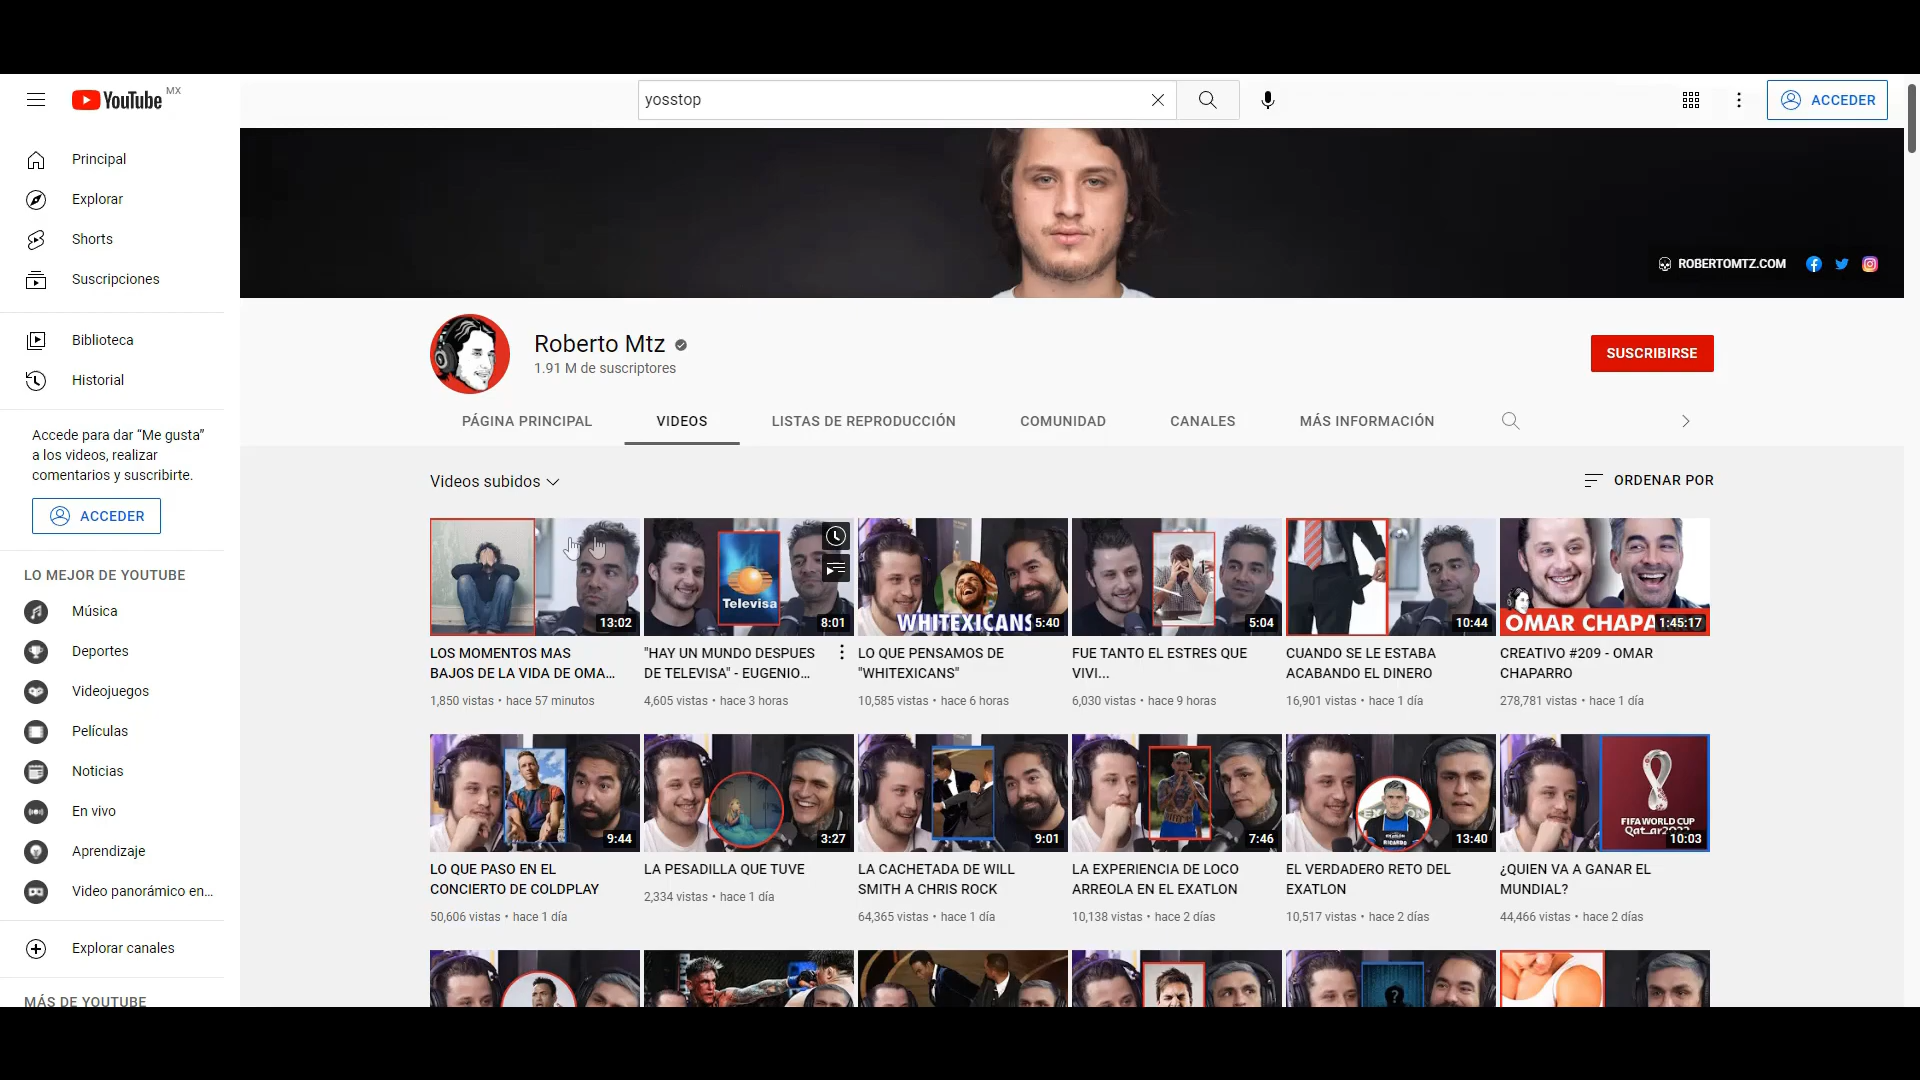 YouTube MX
yosstop
ACCEDER
Principal
Explorar
Shorts
Suscripciones
Biblioteca
Historial
Accede para dar “Me gusta”
a los videos, realizar
comentarios y suscribirte.
ACCEDER
LO MEJOR DE YOUTUBE
Música
Deportes
Videojuegos
Películas
Noticias
En vivo
Aprendizaje
Video panorámico en...
Explorar canales
MÁS DE YOUTUBE
ROBERTOMTZ.COM
Roberto Mtz
1.91 M de suscriptores
SUSCRIBIRSE
PÁGINA PRINCIPAL
VIDEOS
LISTAS DE REPRODUCCIÓN
COMUNIDAD
CANALES
MÁS INFORMACIÓN
Videos subidos
ORDENAR POR
13:02
LOS MOMENTOS MAS
BAJOS DE LA VIDA DE OMA...
1,850 vistas • hace 57 minutos
Televisa
8:01
"HAY UN MUNDO DESPUES
DE TELEVISA" - EUGENIO...
4,605 vistas • hace 3 horas
WHITEXICANS
5:40
LO QUE PENSAMOS DE
"WHITEXICANS"
10,585 vistas • hace 6 horas
5:04
FUE TANTO EL ESTRES QUE
VIVI...
6,030 vistas • hace 9 horas
10:44
CUANDO SE LE ESTABA
ACABANDO EL DINERO
16,901 vistas • hace 1 día
OMAR CHAPA
1:45:17
CREATIVO #209 - OMAR
CHAPARRO
278,781 vistas • hace 1 día
9:44
LO QUE PASO EN EL
CONCIERTO DE COLDPLAY
50,606 vistas • hace 1 día
3:27
LA PESADILLA QUE TUVE
2,334 vistas • hace 1 día
9:01
LA CACHETADA DE WILL
SMITH A CHRIS ROCK
64,365 vistas • hace 1 día
7:46
LA EXPERIENCIA DE LOCO
ARREOLA EN EL EXATLON
10,138 vistas • hace 2 días
EXATLON
RICARDO
13:40
EL VERDADERO RETO DEL
EXATLON
10,517 vistas • hace 2 días
FIFA WORLD CUP
Qatar2022
10:03
¿QUIEN VA A GANAR EL
MUNDIAL?
44,466 vistas • hace 2 días